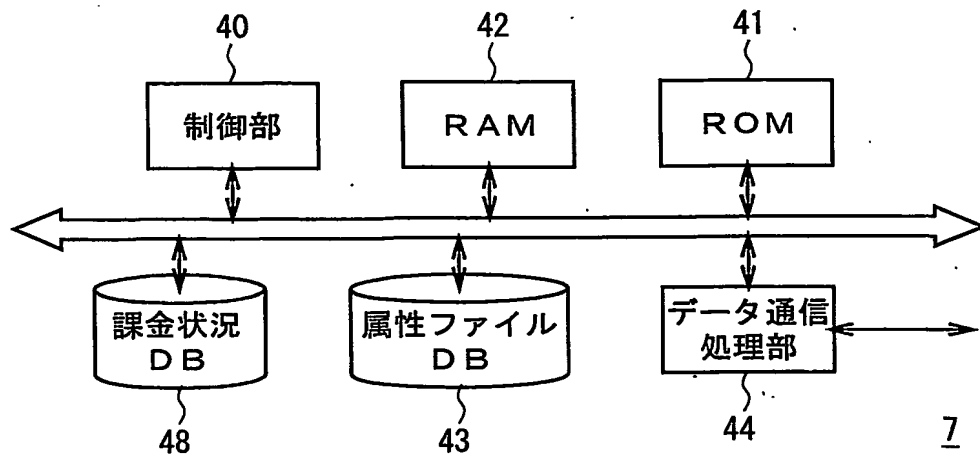 40
42
41
制御部
RAM
ROM
課金状況
DB
属性ファイル
DB
データ通信
処理部
48
43
44
7